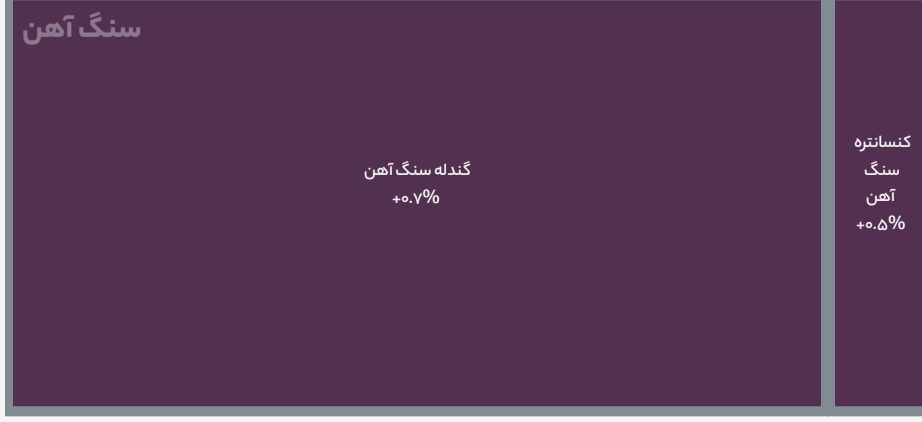 سنگ آهن
گندله سنگ آهن
+۰.۷%
کنسانتره
سنگ
آهن
+۰.۵%